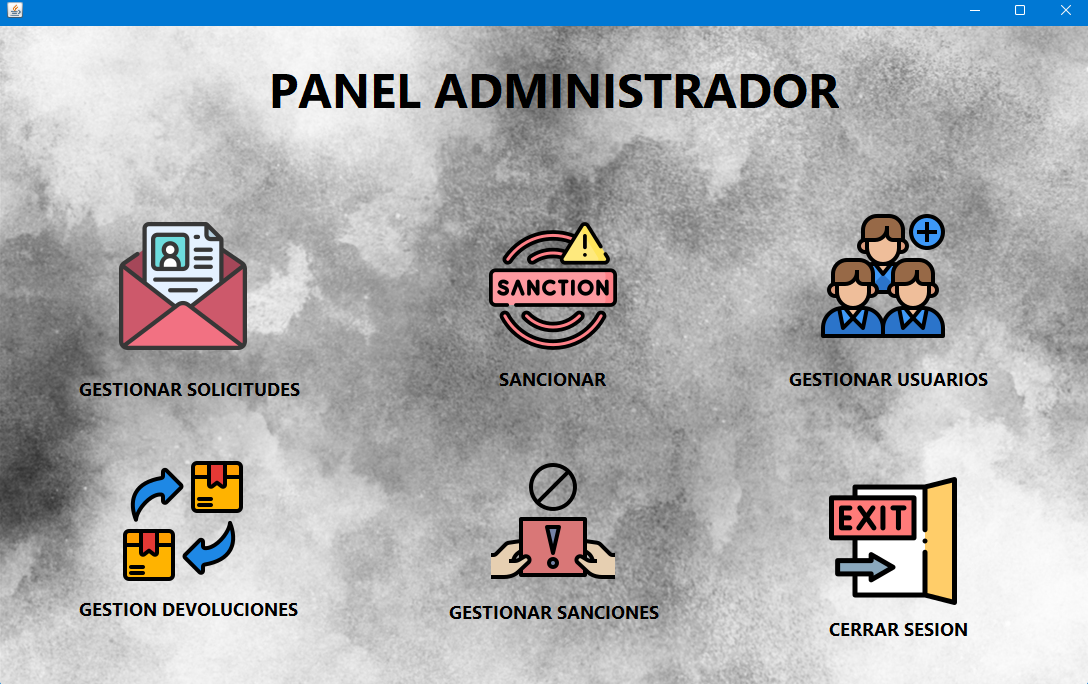 PANEL ADMINISTRADOR
SANCTION
GESTIONAR SOLICITUDES
SANCIONAR
GESTIONAR USUARIOS
EXIT
GESTION DEVOLUCIONES
GESTIONAR SANCIONES
CERRAR SESION